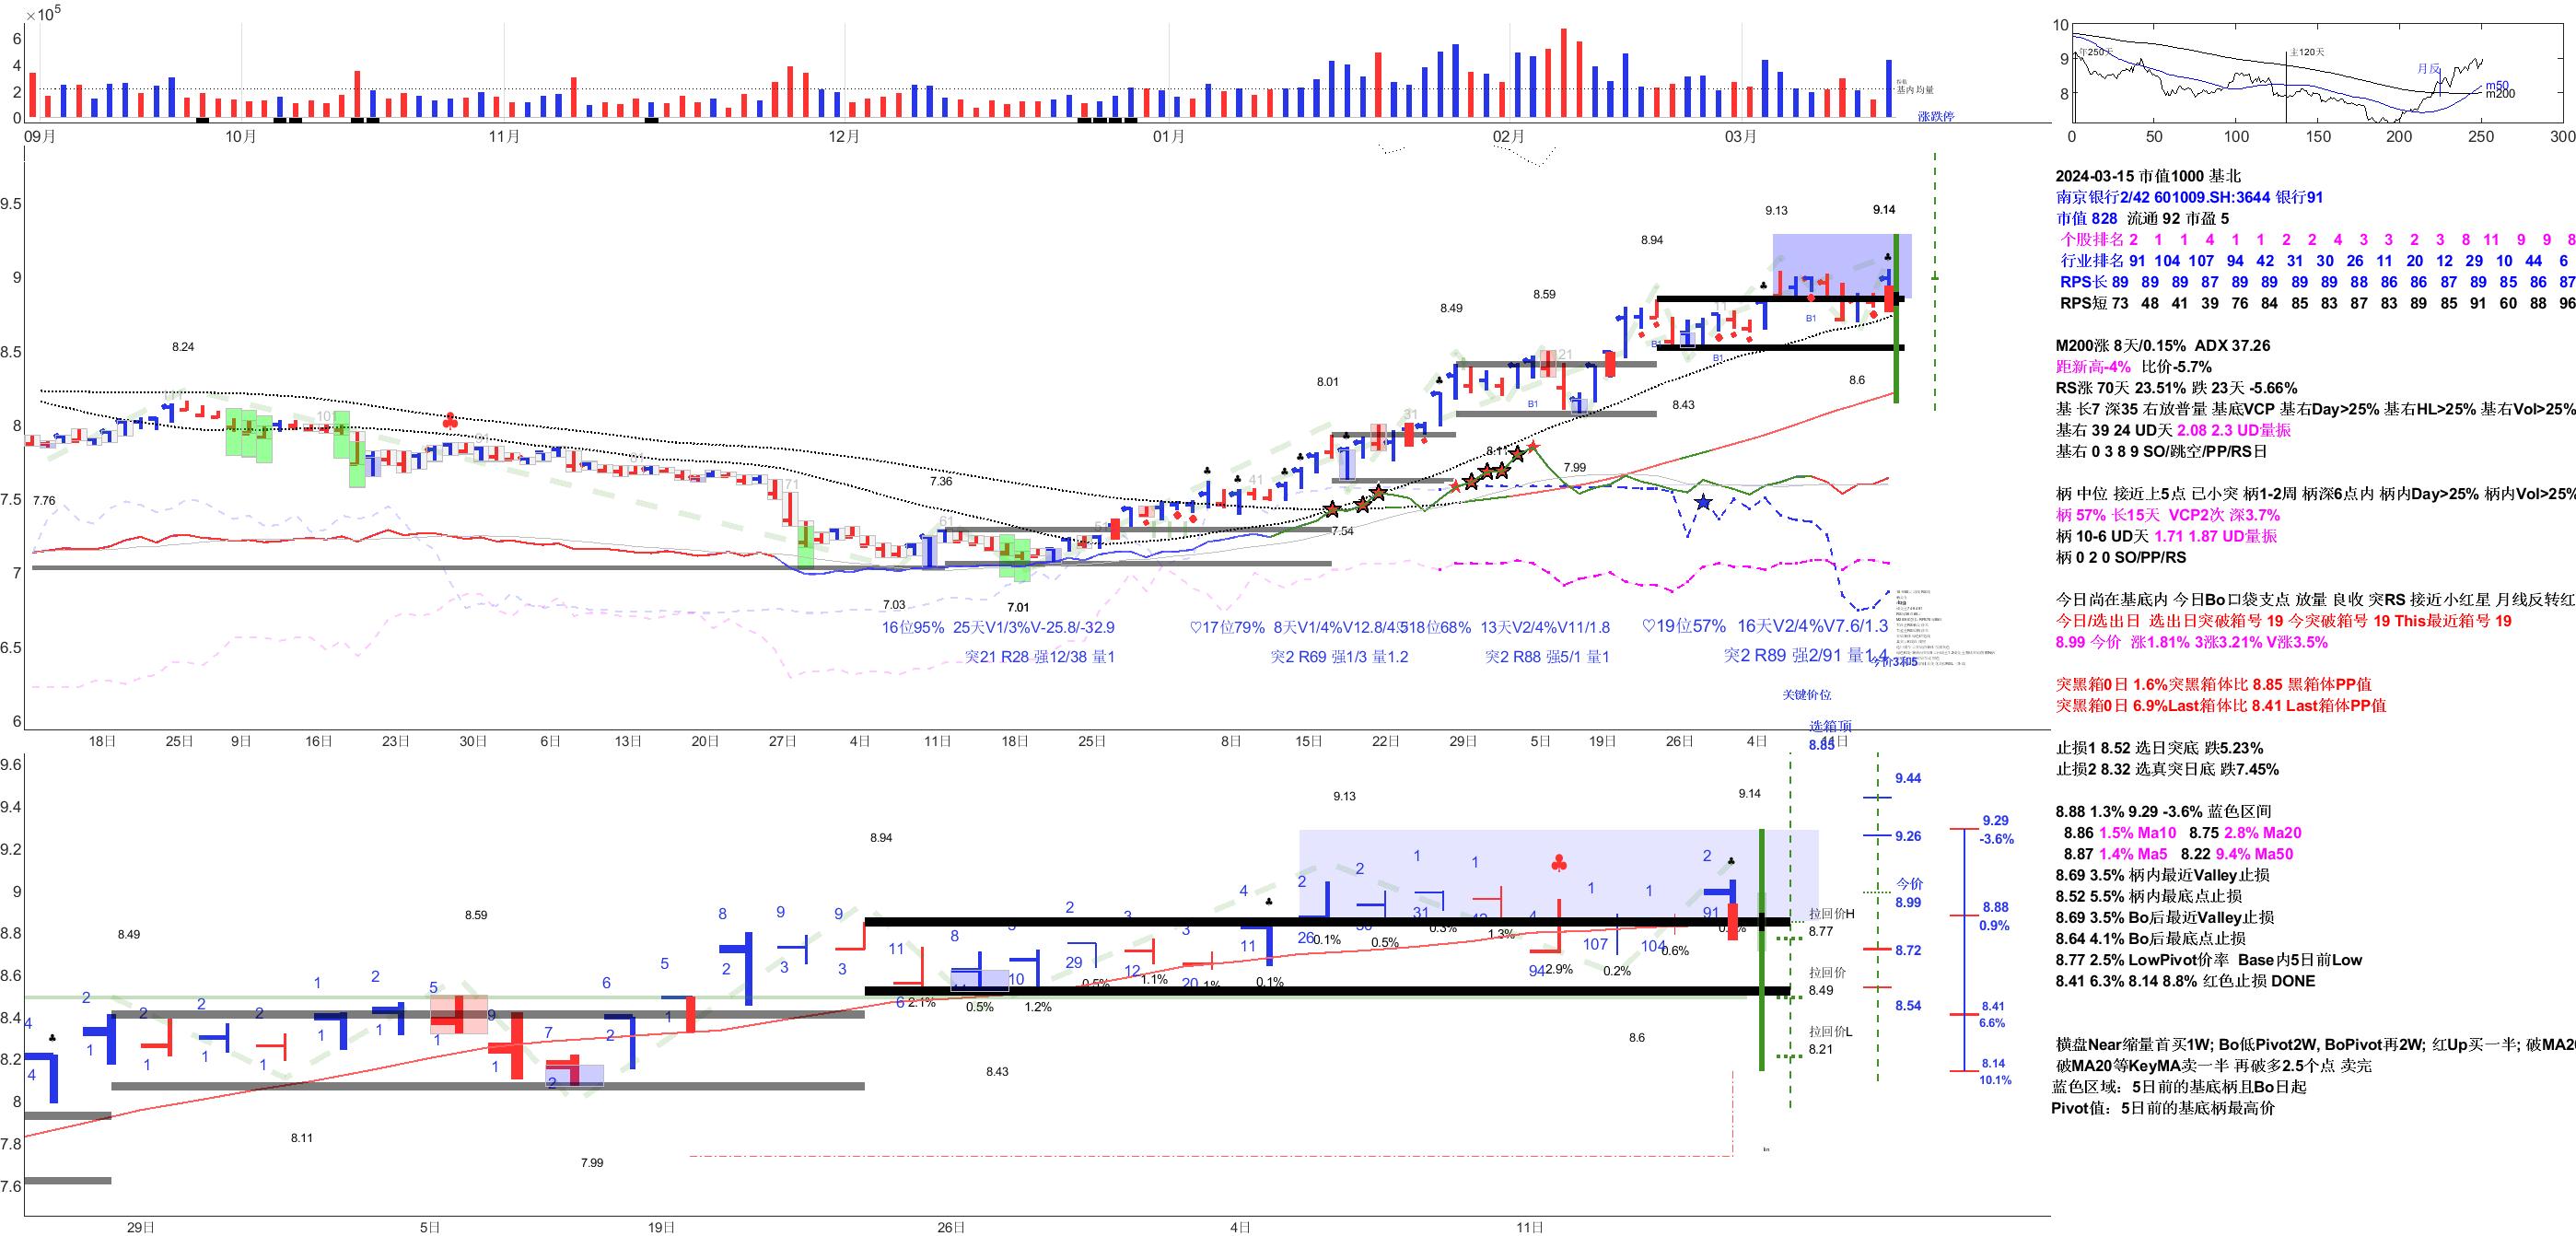 ×10⁵
6
4
2
0
基内均量
涨跌停
09月 10月 11月 12月 01月 02月 03月
10
9
8
年250天
主120天
月反
m50
m200
0 50 100 150 200 250 300
9.5
9
8.5
8
7.5
7
6.5
6
8.24
7.76
7.36
7.03
7.01
8.01
7.54
8.49
8.11
8.59
7.99
8.94
8.43
9.13
8.6
9.14
101
91
81
71
61
51
41
31
21
11
B1
B1
B1
B1
16位95% 25天V1/3%V-25.8/-32.9
突21 R28 强12/38 量1
♡17位79% 8天V1/4%V12.8/4.5
突2 R69 强1/3 量1.2
18位68% 13天V2/4%V11/1.8
突2 R88 强5/1 量1
♡19位57% 16天V2/4%V7.6/1.3
突2 R89 强2/91 量1.4
关键价位
选箱顶
8.85
18日 25日 9日 16日 23日 30日 6日 13日 20日 27日 4日 11日 18日 25日 8日 15日 22日 29日 5日 19日 26日 4日 11日
2024-03-15 市值1000 基北
南京银行2/42 601009.SH:3644 银行91
市值 828 流通 92 市盈 5
个股排名 2 1 1 4 1 1 2 2 4 3 3 2 3 8 11 9 9 8
行业排名 91 104 107 94 42 31 30 26 11 20 12 29 10 44 6
RPS长 89 89 89 87 89 89 89 89 88 86 86 87 89 85 86 87
RPS短 73 48 41 39 76 84 85 83 87 83 89 85 91 60 88 96
M200涨 8天/0.15% ADX 37.26
距新高-4% 比价-5.7%
RS涨 70天 23.51% 跌 23天 -5.66%
基 长7 深35 右放普量 基底VCP 基右Day>25% 基右HL>25% 基右Vol>25%
基右 39 24 UD天 2.08 2.3 UD量振
基右 0 3 8 9 SO/跳空/PP/RS日
柄 中位 接近上5点 已小突 柄1-2周 柄深6点内 柄内Day>25% 柄内Vol>25%
柄 57% 长15天 VCP2次 深3.7%
柄 10-6 UD天 1.71 1.87 UD量振
柄 0 2 0 SO/PP/RS
今日尚在基底内 今日Bo口袋支点 放量 良收 突RS 接近小红星 月线反转红
今日/选出日 选出日突破箱号 19 今突破箱号 19 This最近箱号 19
8.99 今价 涨1.81% 3涨3.21% V涨3.5%
突黑箱0日 1.6%突黑箱体比 8.85 黑箱体PP值
突黑箱0日 6.9%Last箱体比 8.41 Last箱体PP值
止损1 8.52 选日突底 跌5.23%
止损2 8.32 选真突日底 跌7.45%
8.88 1.3% 9.29 -3.6% 蓝色区间
8.86 1.5% Ma10 8.75 2.8% Ma20
8.87 1.4% Ma5 8.22 9.4% Ma50
8.69 3.5% 柄内最近Valley止损
8.52 5.5% 柄内最底点止损
8.69 3.5% Bo后最近Valley止损
8.64 4.1% Bo后最底点止损
8.77 2.5% LowPivot价率 Base内5日前Low
8.41 6.3% 8.14 8.8% 红色止损 DONE
横盘Near缩量首买1W; Bo低Pivot2W, BoPivot再2W; 红Up买一半; 破MA20
破MA20等KeyMA卖一半 再破多2.5个点 卖完
蓝色区域：5日前的基底柄且Bo日起
Pivot值：5日前的基底柄最高价
9.6
9.4
9.2
9
8.8
8.6
8.4
8.2
8
7.8
7.6
8.49
8.11
8.59
7.99
8.94
8.43
9.13
8.6
9.14
2.1%
0.5%
1.2%
0.5%
1.1%
0.1%
0.1%
0.5%
0.3%
1.3%
2.9%
0.2%
0.6%
拉回价H
8.77
拉回价
8.49
拉回价L
8.21
9.44
9.26
今价
8.99
8.72
8.54
9.29
-3.6%
8.88
0.9%
8.41
6.6%
8.14
10.1%
29日 5日 19日 26日 4日 11日